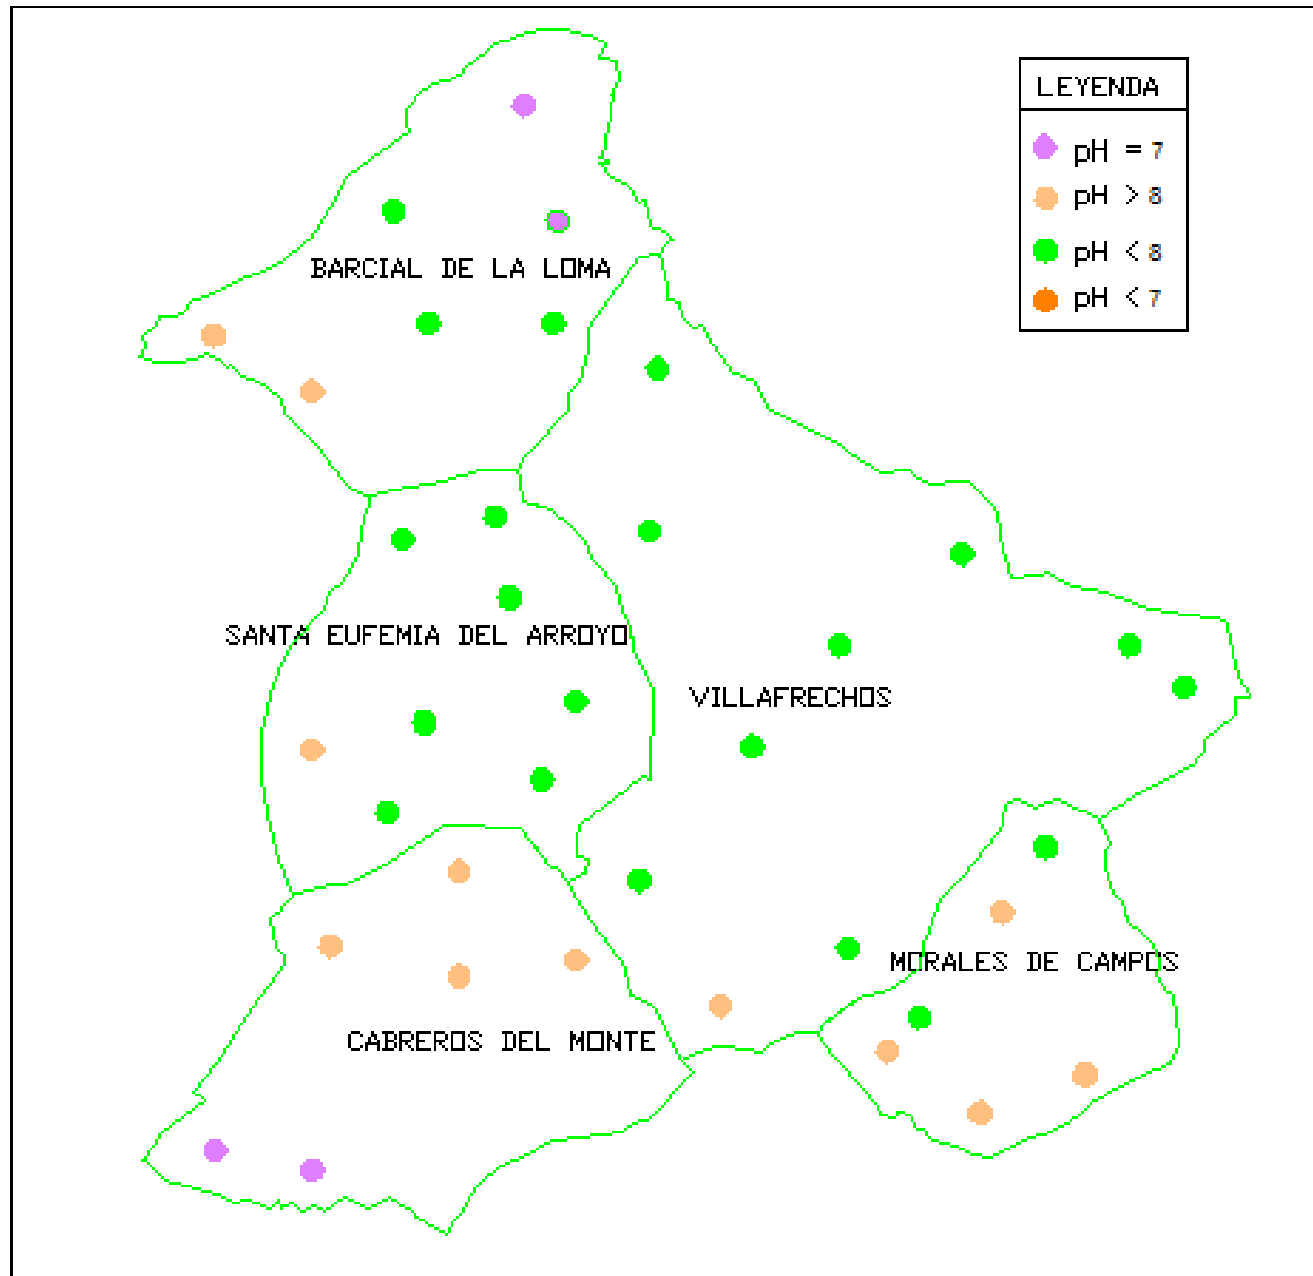 LEYENDA
pH = 7
pH > 8
pH < 8
pH < 7
BARCIAL DE LA LOMA
SANTA EUFEMIA DEL ARROYO
VILLAFRECHOS
MORALES DE CAMPOS
CABREROS DEL MONTE